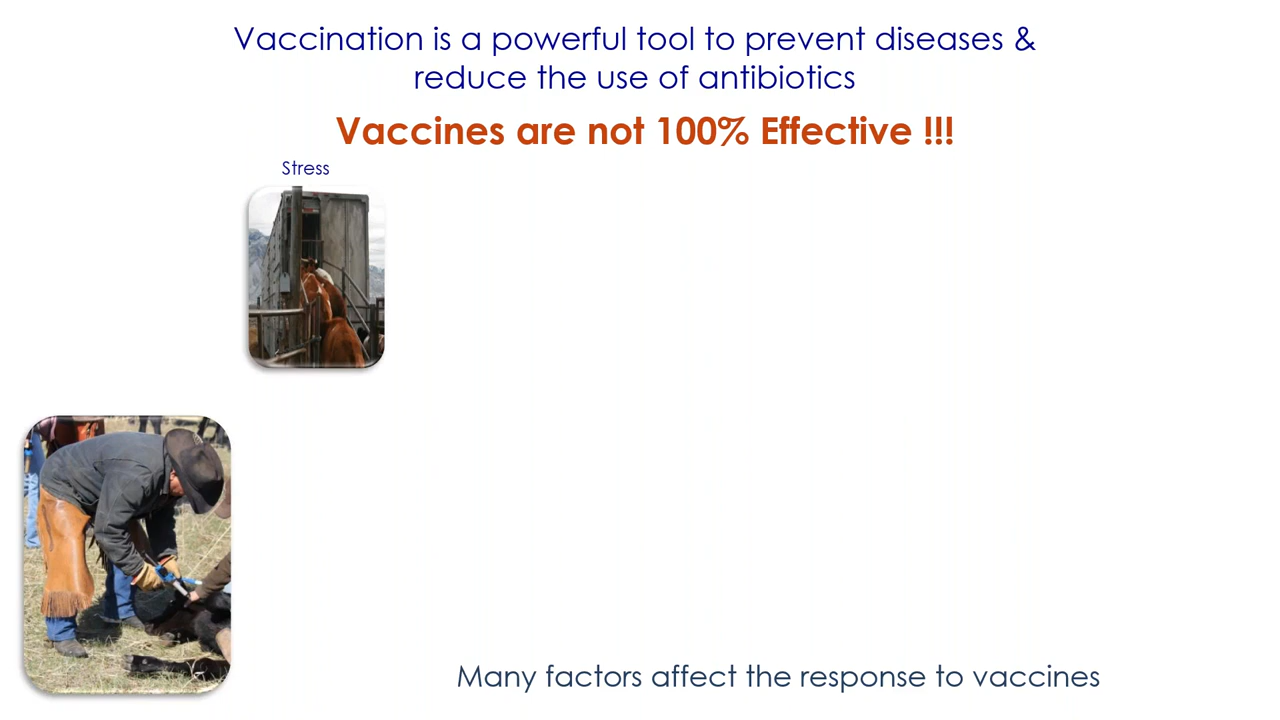 Vaccination is a powerful tool to prevent diseases &
reduce the use of antibiotics
Vaccines are not 100% Effective !!!
Stress
Many factors affect the response to vaccines